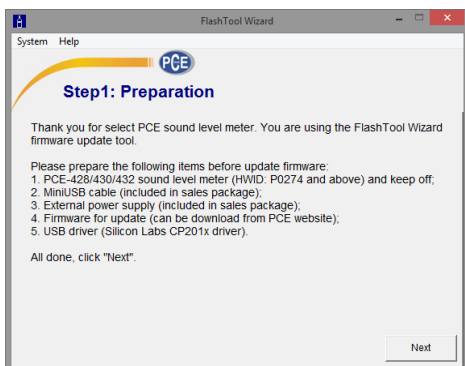 FlashTool Wizard
System Help
PCE
Step1: Preparation
Thank you for select PCE sound level meter. You are using the FlashTool Wizard
firmware update tool.
Please prepare the following items before update firmware:
1. PCE-428/430/432 sound level meter (HWID: P0274 and above) and keep off;
2. MiniUSB cable (included in sales package);
3. External power supply (included in sales package);
4. Firmware for update (can be download from PCE website);
5. USB driver (Silicon Labs CP201x driver).
All done, click "Next".
Next